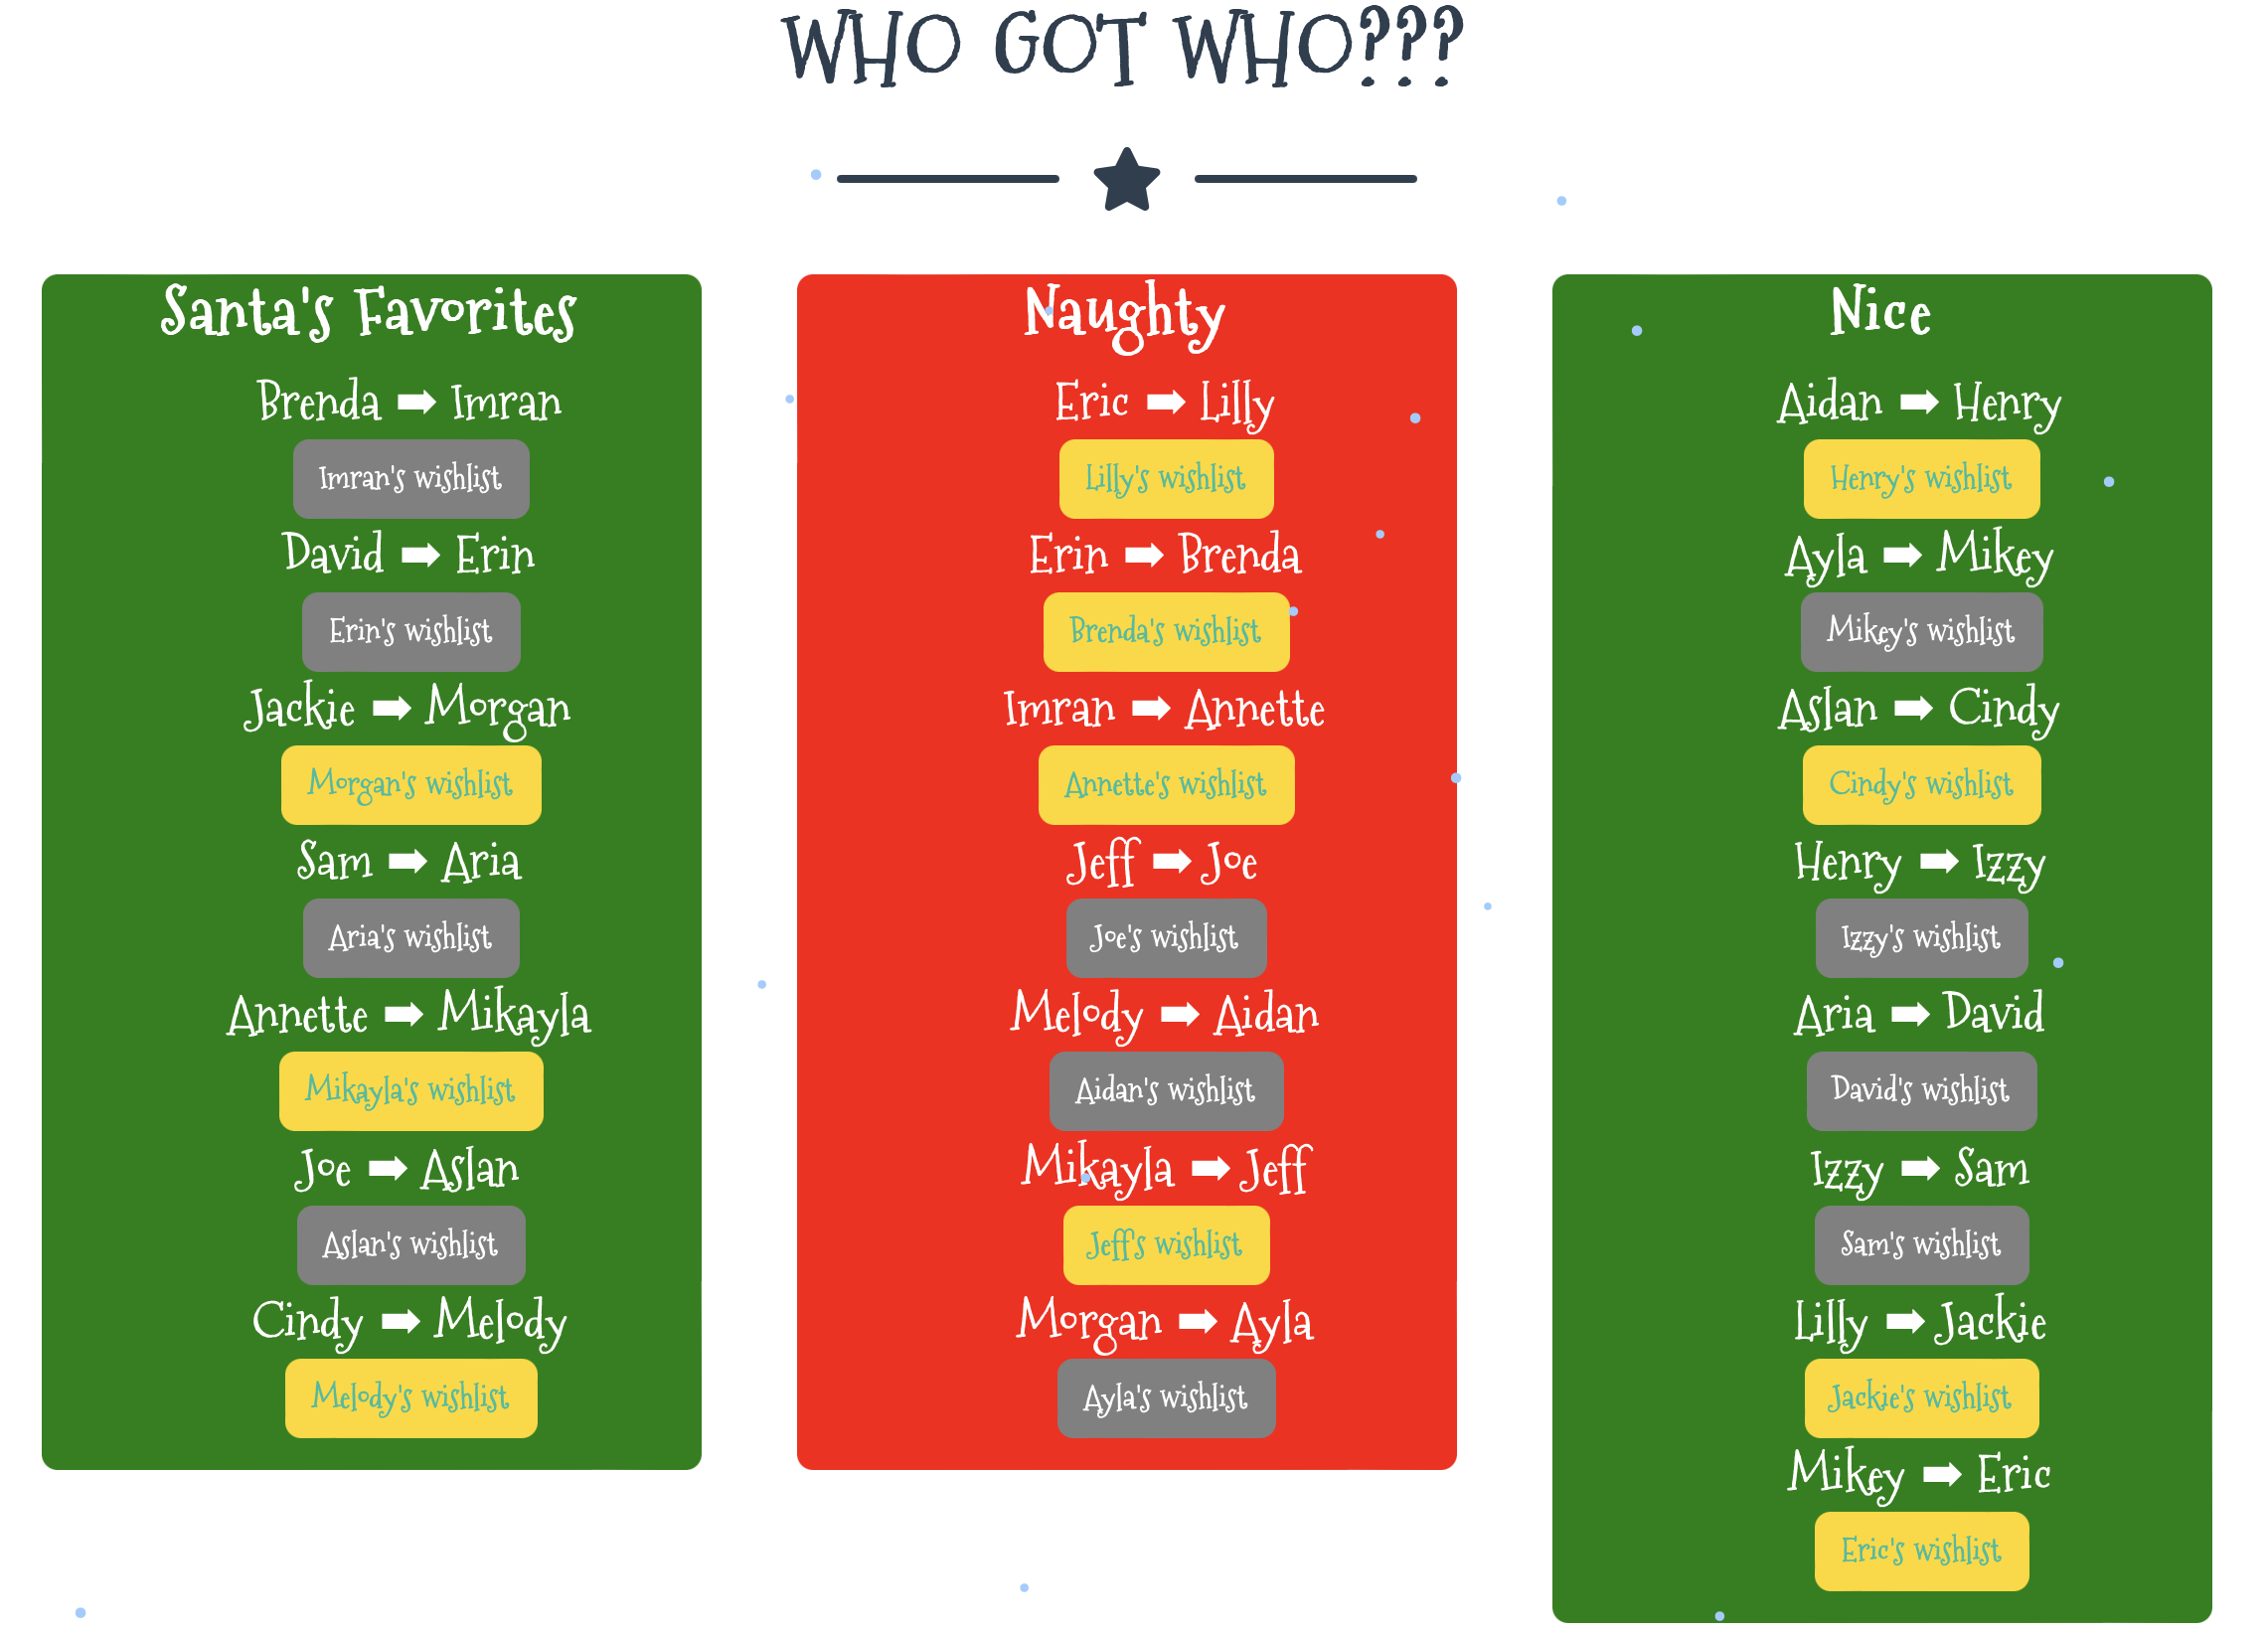 WHO GOT WHO???
Santa's Favorites
Brenda ➡ Imran
Imran's wishlist
David ➡ Erin
Erin's wishlist
Jackie ➡ Morgan
Morgan's wishlist
Sam ➡ Aria
Aria's wishlist
Annette ➡ Mikayla
Mikayla's wishlist
Joe ➡ Aslan
Aslan's wishlist
Cindy ➡ Melody
Melody's wishlist
Naughty
Eric ➡ Lilly
Lilly's wishlist
Erin ➡ Brenda
Brenda's wishlist
Imran ➡ Annette
Annette's wishlist
Jeff ➡ Joe
Joe's wishlist
Melody ➡ Aidan
Aidan's wishlist
Mikayla ➡ Jeff
Jeff's wishlist
Morgan ➡ Ayla
Ayla's wishlist
Nice
Aidan ➡ Henry
Henry's wishlist
Ayla ➡ Mikey
Mikey's wishlist
Aslan ➡ Cindy
Cindy's wishlist
Henry ➡ Izzy
Izzy's wishlist
Aria ➡ David
David's wishlist
Izzy ➡ Sam
Sam's wishlist
Lilly ➡ Jackie
Jackie's wishlist
Mikey ➡ Eric
Eric's wishlist